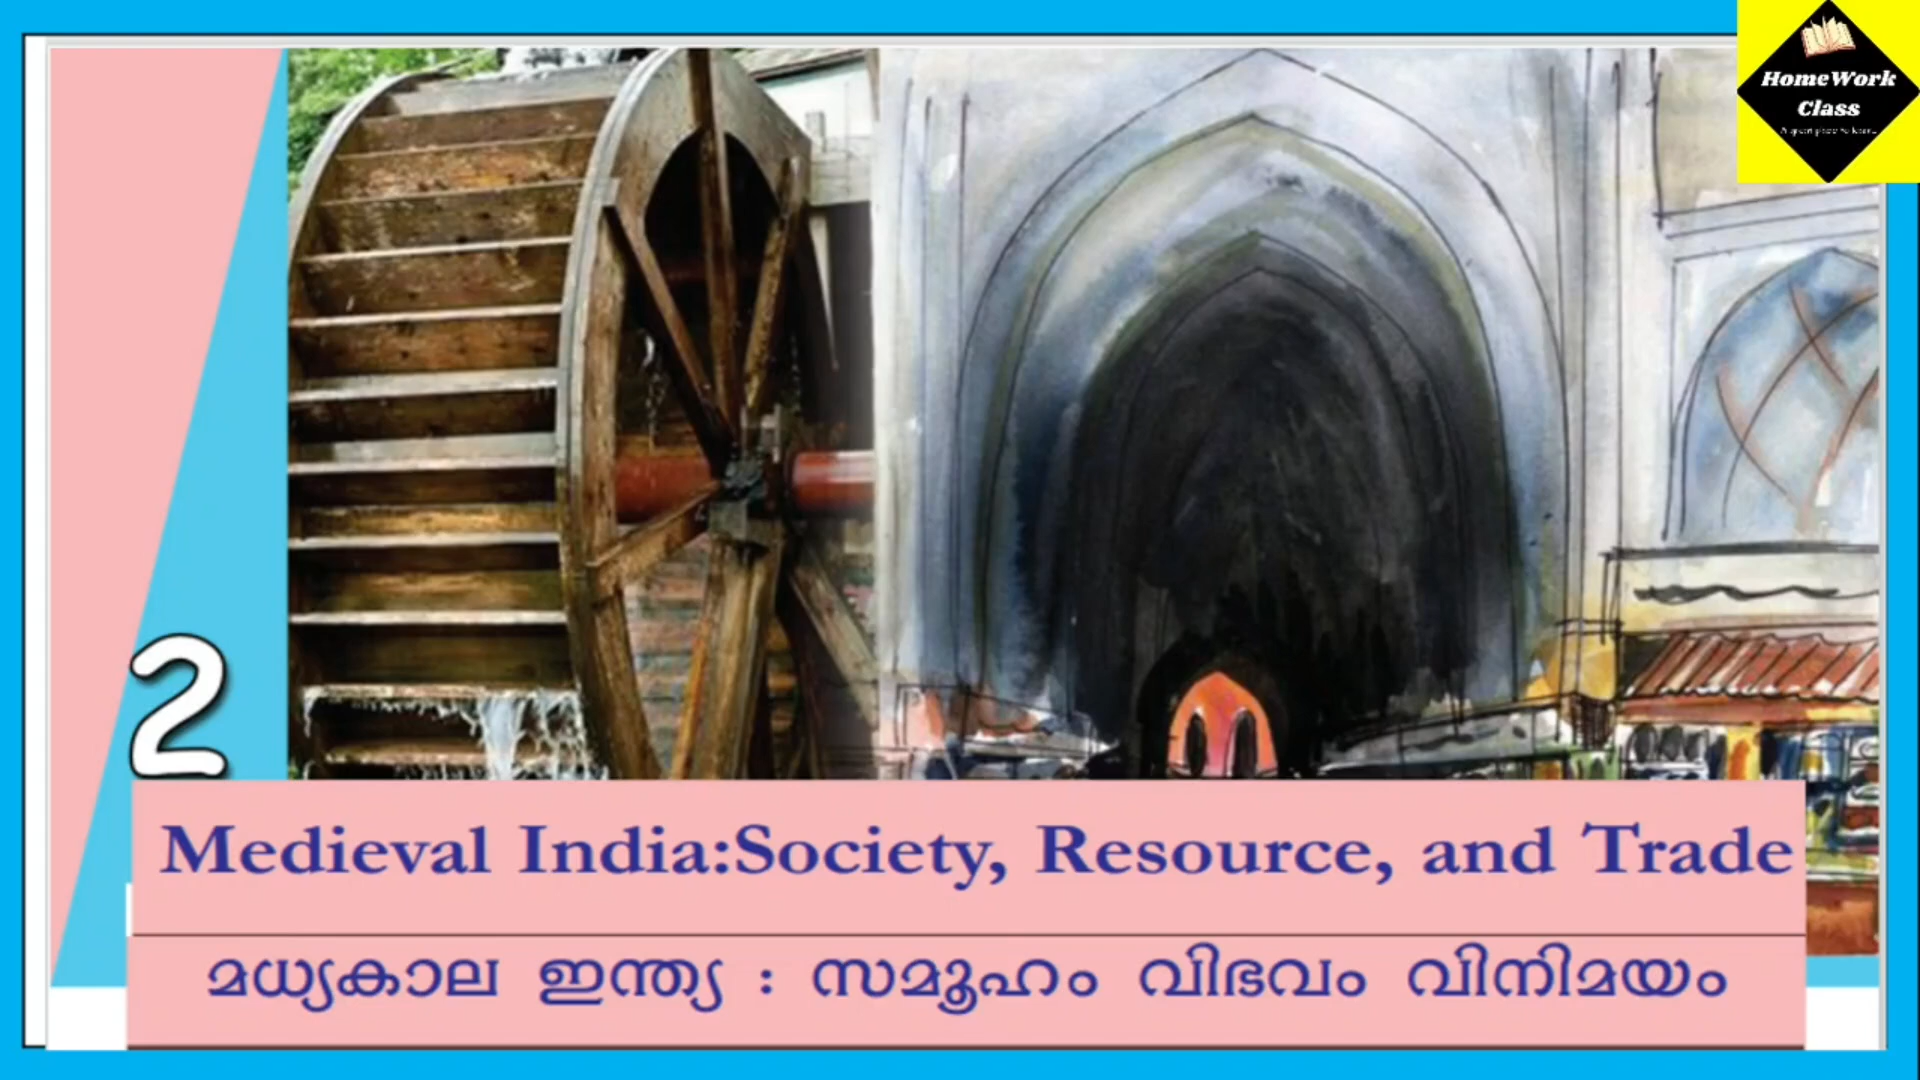 HomeWork
Class
2
Medieval India:Society, Resource, and Trade
മധ്യകാല ഇന്ത്യ : സമൂഹം വിഭവം വിനിമയം